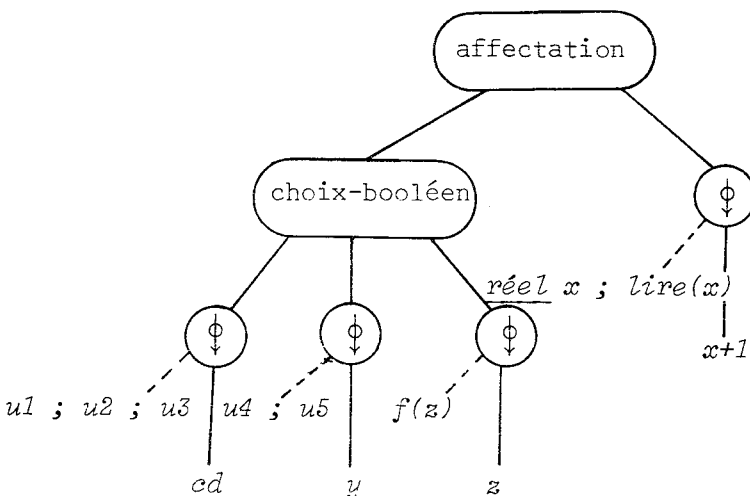 affectation
choix-booléen
réel x ; lire(x)
x+1
u1 ; u2 ; u3 u4 ; u5 f(z)
cd y z